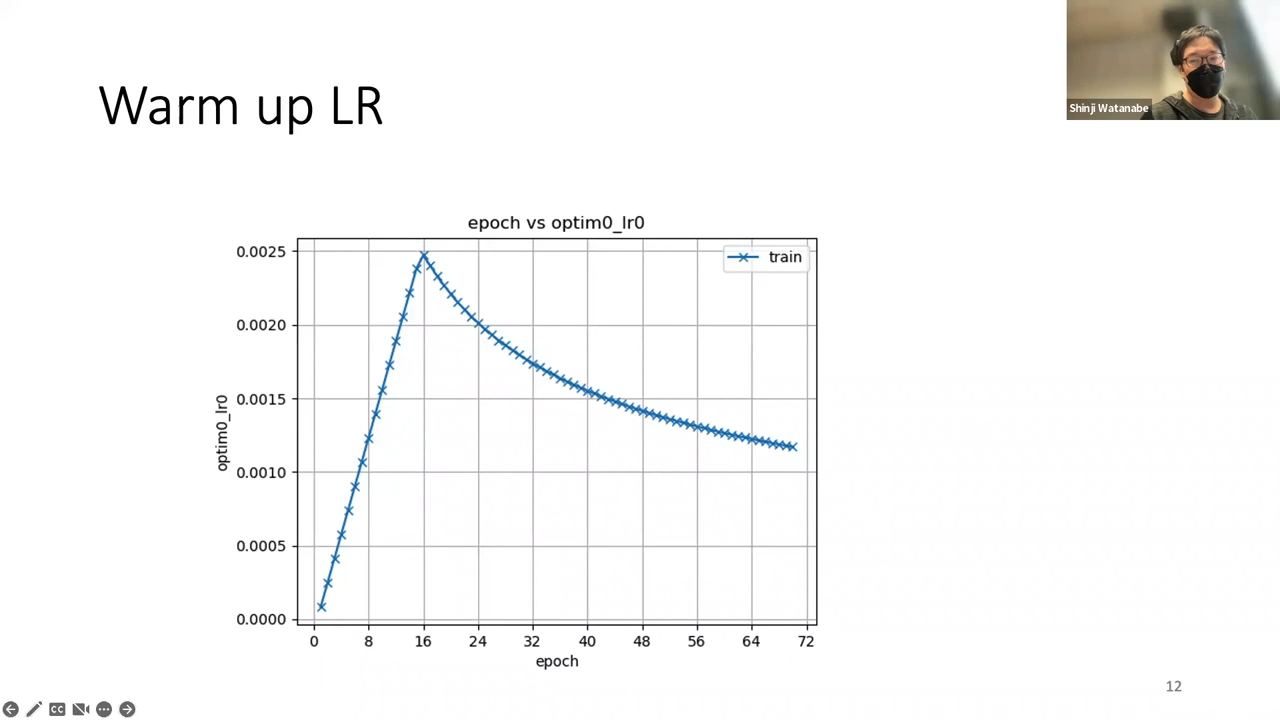 Warm up LR
Shinji Watanabe
epoch vs optim0_lr0
train
0.0025
0.0020
0.0015
0.0010
0.0005
0.0000
optim0_lr0
0 8 16 24 32 40 48 56 64 72
epoch
12
CC